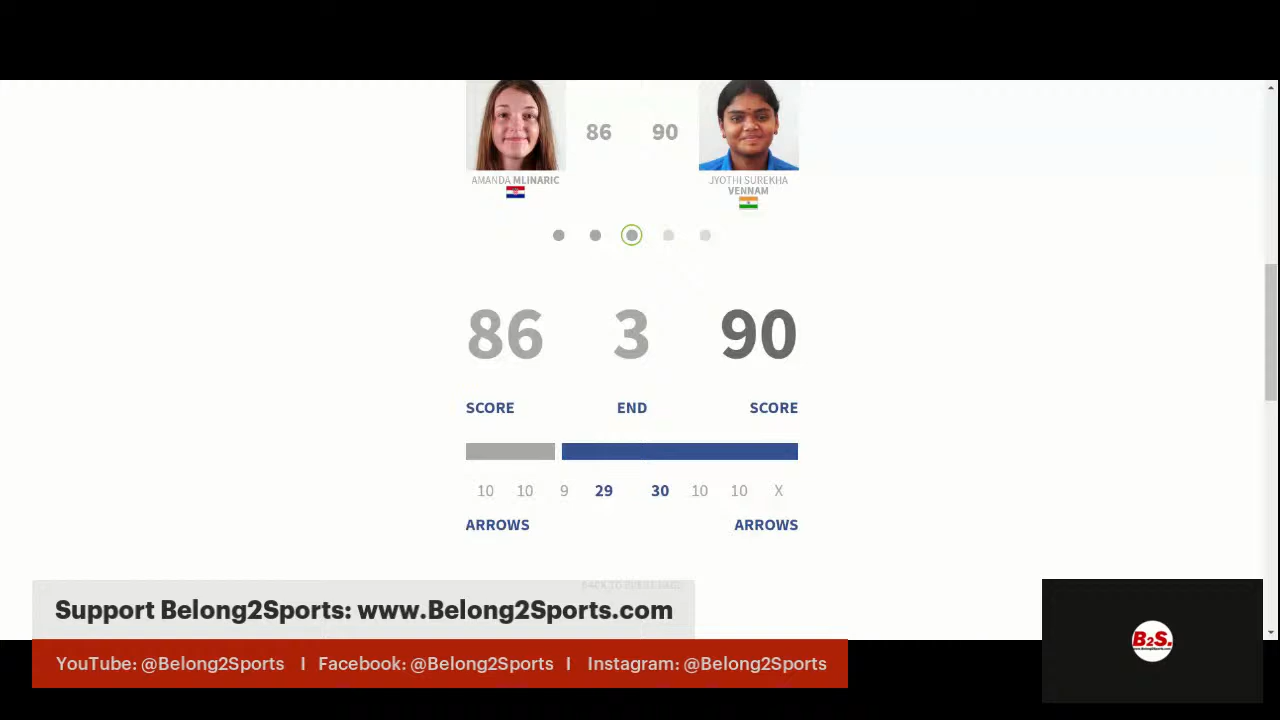 86 90
AMANDA MLINARIC
JYOTHI SUREKHA
VENNAM
86 3 90
SCORE END SCORE
10 10 9 29 30 10 10 X
ARROWS ARROWS
Support Belong2Sports: www.Belong2Sports.com
YouTube: @Belong2Sports I Facebook: @Belong2Sports I Instagram: @Belong2Sports
B2S.